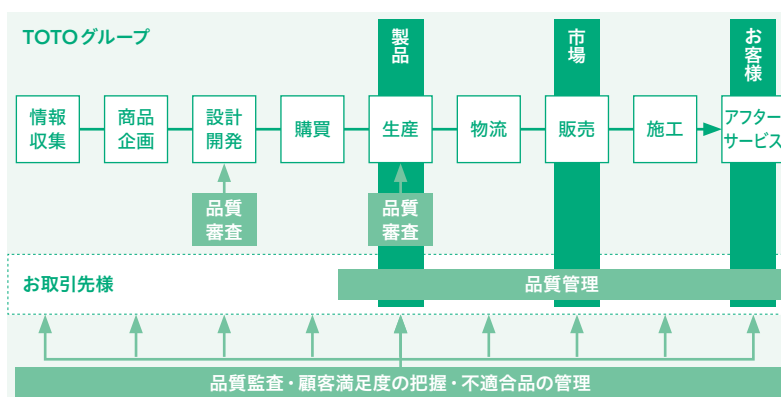 TOTOグループ
製品
市場
お客様
情報
収集
商品
企画
設計
開発
購買
生産
物流
販売
施工
アフター
サービス
品質
審査
品質
審査
お取引先様
品質管理
品質監査・顧客満足度の把握・不適合品の管理